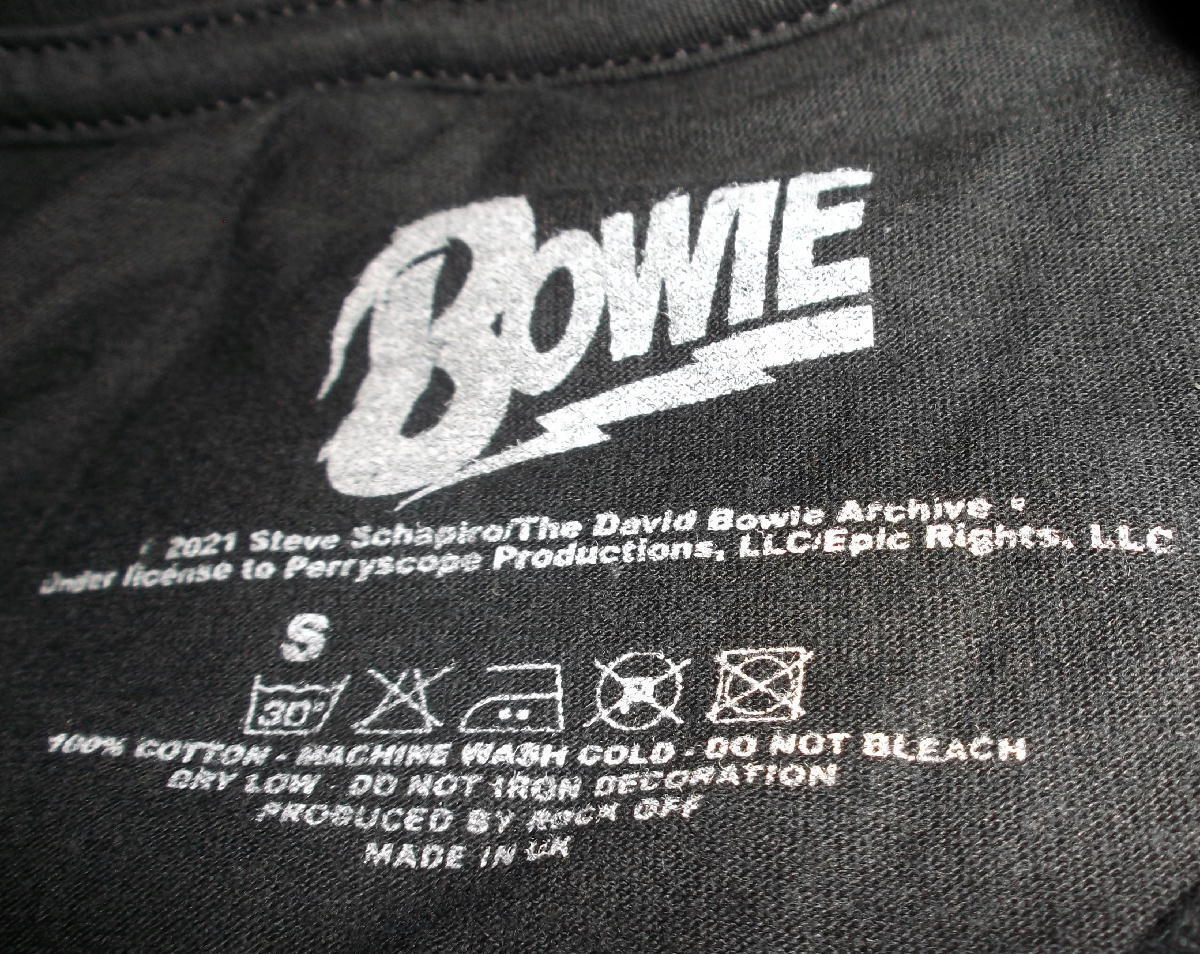 BOWIE
2021 Steve Schapiro/The David Bowie Archive
Under license to Perryscope Productions, LLC/Epic Rights, LLC
S
30°
P
100% COTTON - MACHINE WASH COLD - DO NOT BLEACH
DRY LOW - DO NOT IRON DECORATION
PRODUCED BY ROCK OFF
MADE IN UK